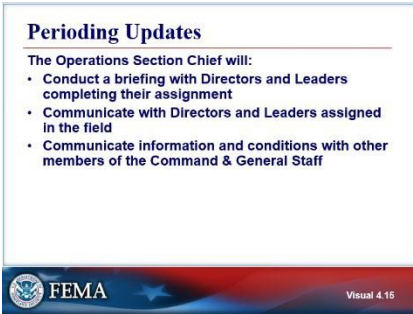 Perioding Updates
The Operations Section Chief will:
• Conduct a briefing with Directors and Leaders
completing their assignment
• Communicate with Directors and Leaders assigned
in the field
• Communicate information and conditions with other
members of the Command & General Staff
FEMA
Visual 4.15